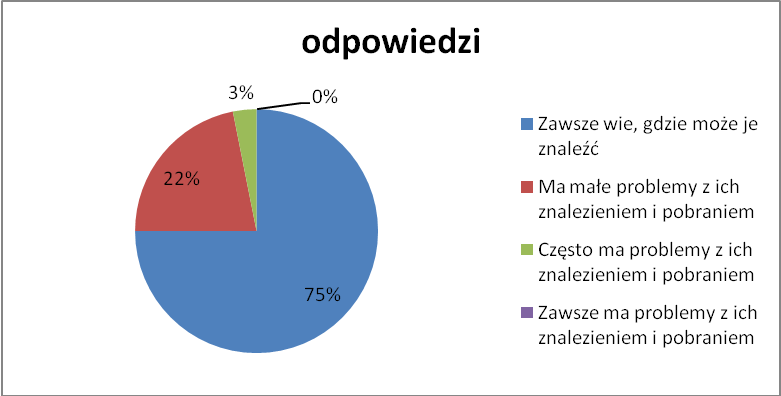 odpowiedzi
3%
0%
22%
75%
Zawsze wie, gdzie może je
znaleźć
Ma małe problemy z ich
znalezieniem i pobraniem
Często ma problemy z ich
znalezieniem i pobraniem
Zawsze ma problemy z ich
znalezieniem i pobraniem